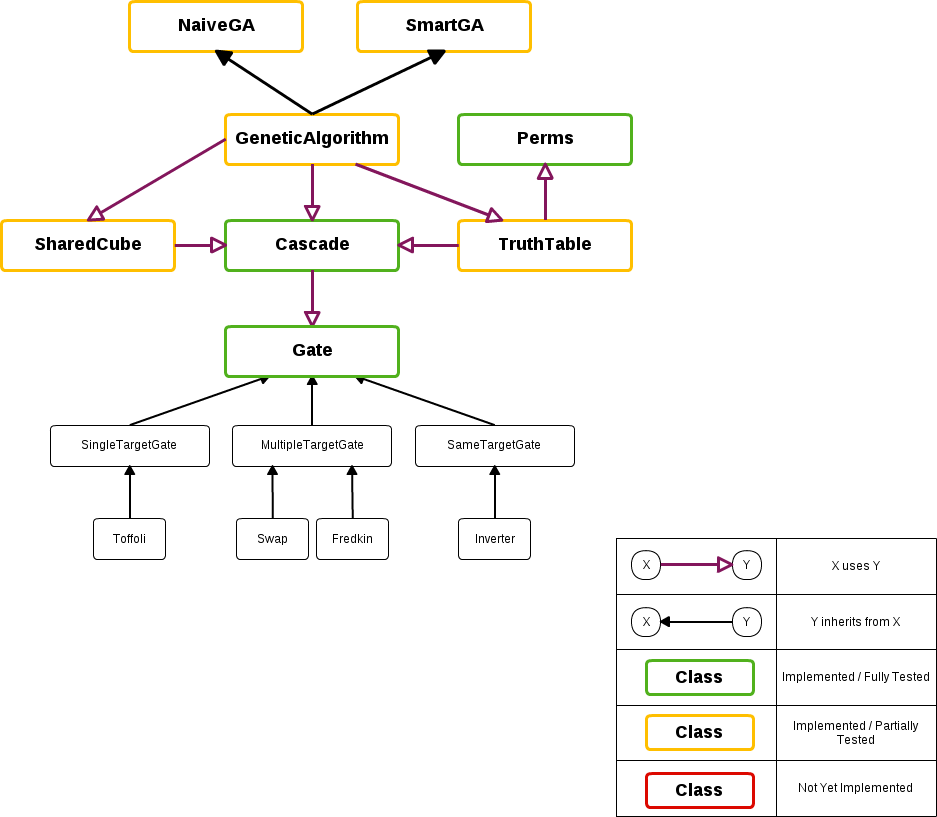 NaiveGA
SmartGA
GeneticAlgorithm
Perms
SharedCube
Cascade
TruthTable
Gate
SingleTargetGate
MultipleTargetGate
SameTargetGate
Toffoli
Swap
Fredkin
Inverter
X
Y
X uses Y
X
Y
Y inherits from X
Class
Implemented / Fully Tested
Class
Implemented / Partially
Tested
Class
Not Yet Implemented